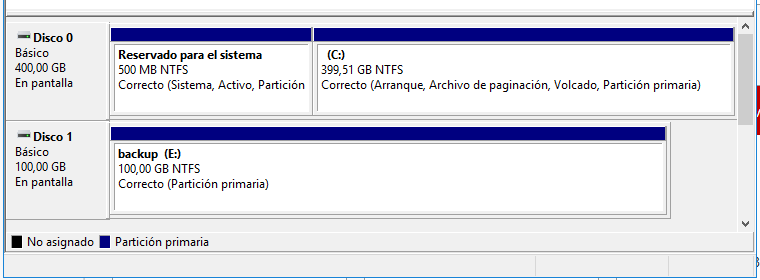 Disco 0
Básico
400,00 GB
En pantalla
Reservado para el sistema
500 MB NTFS
Correcto (Sistema, Activo, Partición
(C:)
399,51 GB NTFS
Correcto (Arranque, Archivo de paginación, Volcado, Partición primaria)
Disco 1
Básico
100,00 GB
En pantalla
backup (E:)
100,00 GB NTFS
Correcto (Partición primaria)
No asignado
Partición primaria